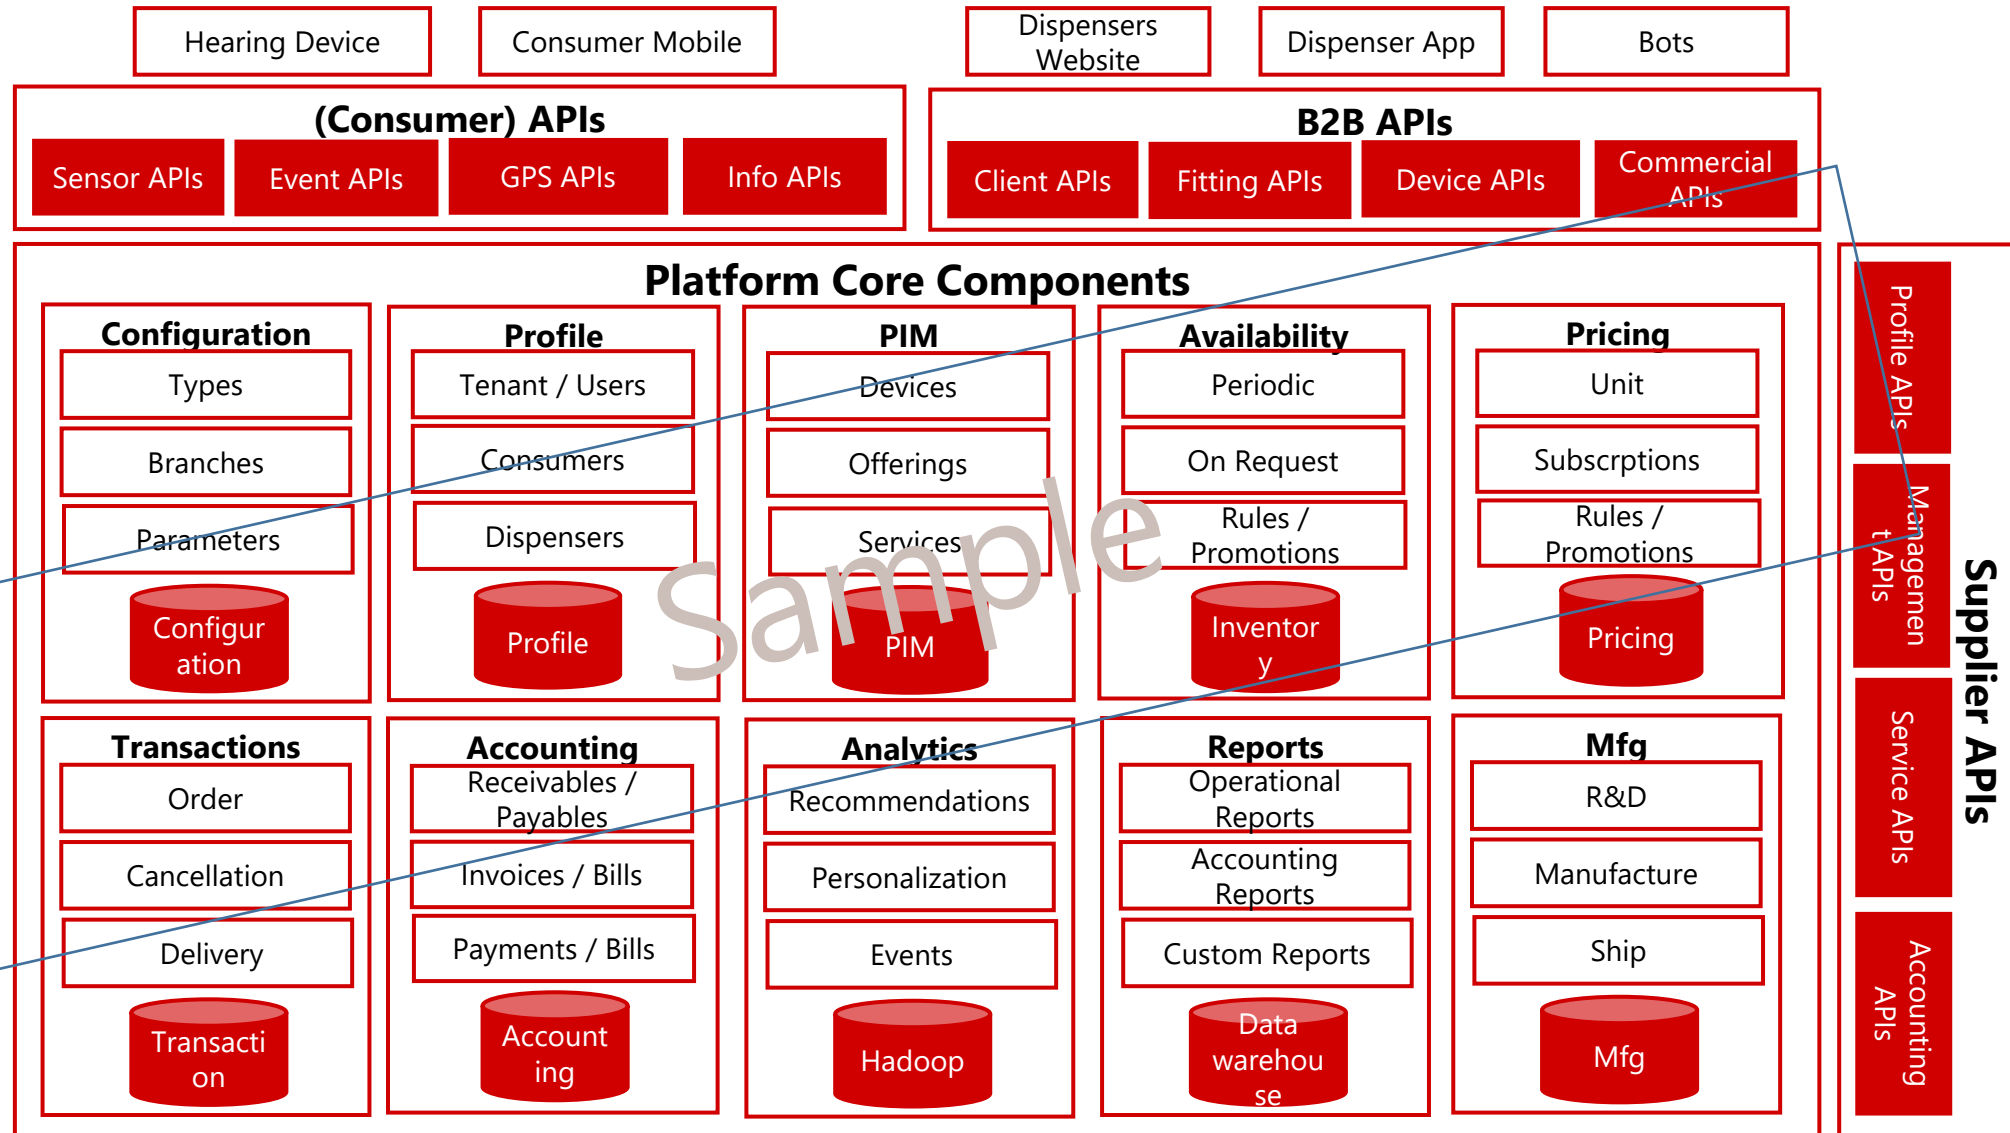 Hearing Device
Consumer Mobile
Dispensers
Website
Dispenser App
Bots
(Consumer) APIs
Sensor APIs
Event APIs
GPS APIs
Info APIs
B2B APIs
Client APIs
Fitting APIs
Device APIs
Commercial
APIs
Platform Core Components
Configuration
Types
Branches
Parameters
Configur
ation
Profile
Tenant / Users
Consumers
Dispensers
Profile
PIM
Devices
Offerings
Services
PIM
Availability
Periodic
On Request
Rules /
Promotions
Inventor
y
Pricing
Unit
Subscrptions
Rules /
Promotions
Pricing
Sample
Transactions
Order
Cancellation
Delivery
Transacti
on
Accounting
Receivables /
Payables
Invoices / Bills
Payments / Bills
Account
ing
Analytics
Recommendations
Personalization
Events
Hadoop
Reports
Operational
Reports
Accounting
Reports
Custom Reports
Data
warehou
se
Mfg
R&D
Manufacture
Ship
Mfg
Supplier APIs
Profile APIs
Managemen
t APIs
Service APIs
Accounting
APIs